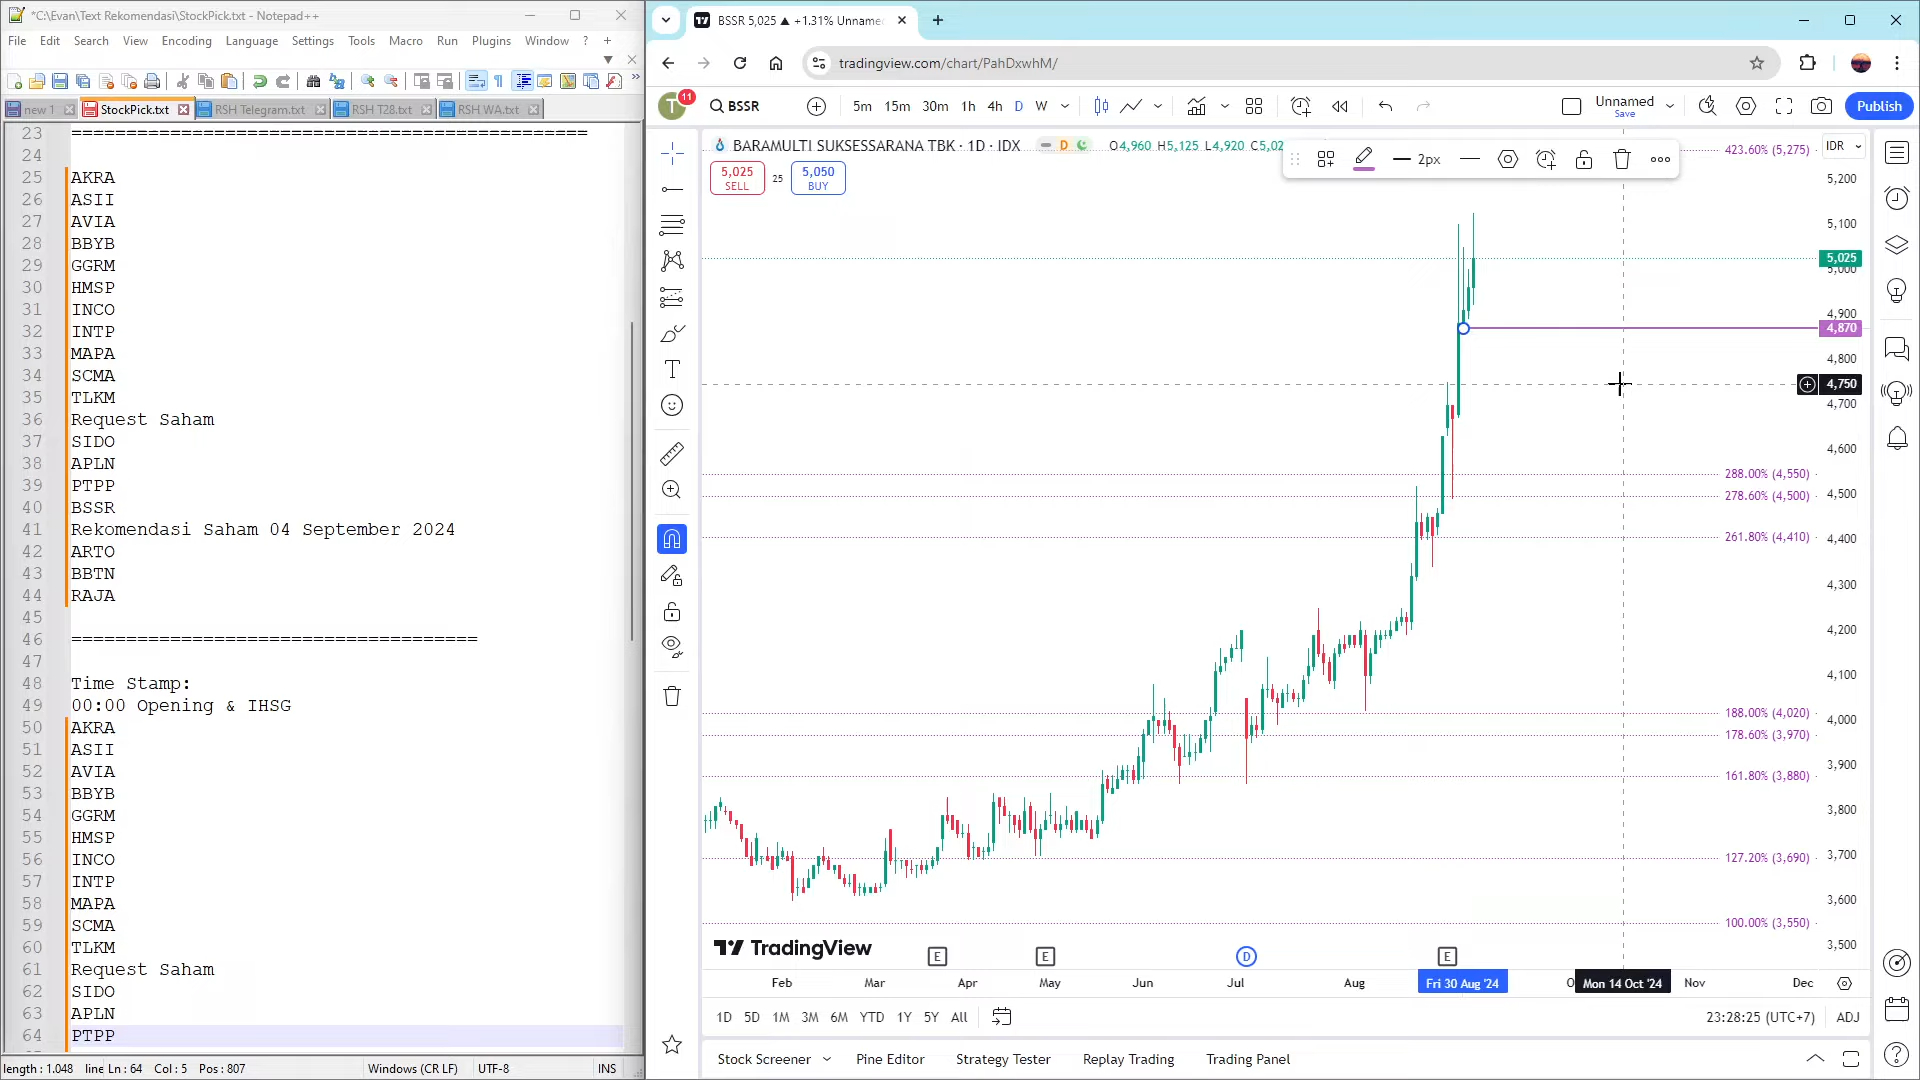 *C:\Evan\Text Rekomendasi\StockPick.txt - Notepad++
File Edit Search View Encoding Language Settings Tools Macro Run Plugins Window ? +
new 1 StockPick.txt RSH Telegram.txt RSH T28.txt RSH WA.txt
23 ===============================================
24
25 AKRA
26 ASII
27 AVIA
28 BBYB
29 GGRM
30 HMSP
31 INCO
32 INTP
33 MAPA
34 SCMA
35 TLKM
36 Request Saham
37 SIDO
38 APLN
39 PTPP
40 BSSR
41 Rekomendasi Saham 04 September 2024
42 ARTO
43 BBTN
44 RAJA
45
46 =====================================
47
48 Time Stamp:
49 00:00 Opening & IHSG
50 AKRA
51 ASII
52 AVIA
53 BBYB
54 GGRM
55 HMSP
56 INCO
57 INTP
58 MAPA
59 SCMA
60 TLKM
61 Request Saham
62 SIDO
63 APLN
64 PTPP
length : 1.048 line Ln : 64 Col : 5 Pos : 807 Windows (CR LF) UTF-8 INS
BSSR 5,025 ▲ +1.31% Unname
tradingview.com/chart/PahDxwhM/
T 11 BSSR 5m 15m 30m 1h 4h D W Unnamed Save Publish
BARAMULTI SUKSESSARANA TBK · 1D · IDX D O4,960 H5,125 L4,920 C5,02
5,025 SELL 25 5,050 BUY
2px
IDR
423.60% (5,275)
5,200
5,100
5,025
5,000
4,900
4,870
4,800
4,750
4,700
4,600
288.00% (4,550)
278.60% (4,500) 4,500
261.80% (4,410) 4,400
4,300
4,200
4,100
188.00% (4,020) 4,000
178.60% (3,970)
161.80% (3,880) 3,900
3,800
127.20% (3,690) 3,700
3,600
100.00% (3,550)
3,500
TradingView
E E D E
Feb Mar Apr May Jun Jul Aug Fri 30 Aug '24 Mon 14 Oct '24 Nov Dec
1D 5D 1M 3M 6M YTD 1Y 5Y All 23:28:25 (UTC+7) ADJ
Stock Screener Pine Editor Strategy Tester Replay Trading Trading Panel